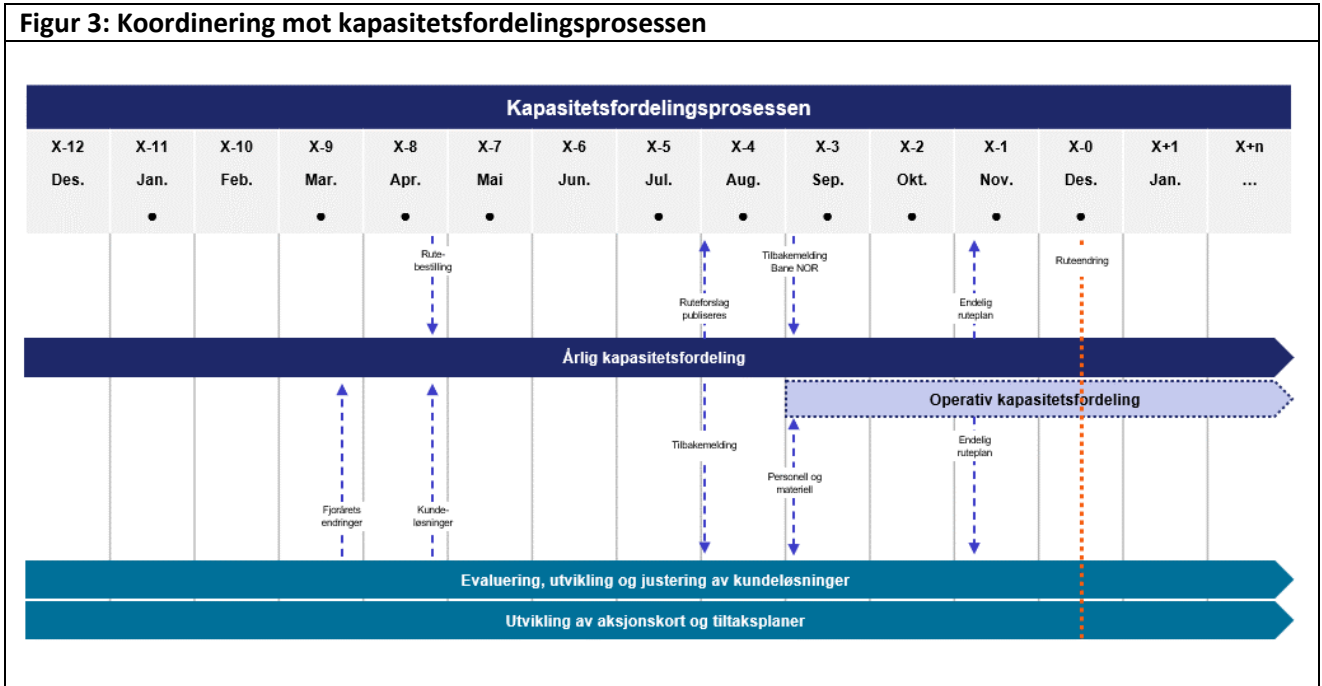 Figur 3: Koordinering mot kapasitetsfordelingsprosessen
Kapasitetsfordelingsprosessen
X-12 X-11 X-10 X-9 X-8 X-7 X-6 X-5 X-4 X-3 X-2 X-1 X-0 X+1 X+n
Des. Jan. Feb. Mar. Apr. Mai Jun. Jul. Aug. Sep. Okt. Nov. Des. Jan. ...
Rute-
bestilling
Ruteforslag
publiseres
Tilbakemelding
Bane NOR
Endelig
ruteplan
Ruteendring
Årlig kapasitetsfordeling
Operativ kapasitetsfordeling
Fjorårets
endringer
Kunde-
løsninger
Tilbakemelding
Personell og
materiell
Endelig
ruteplan
Evaluering, utvikling og justering av kundeløsninger
Utvikling av aksjonskort og tiltaksplaner